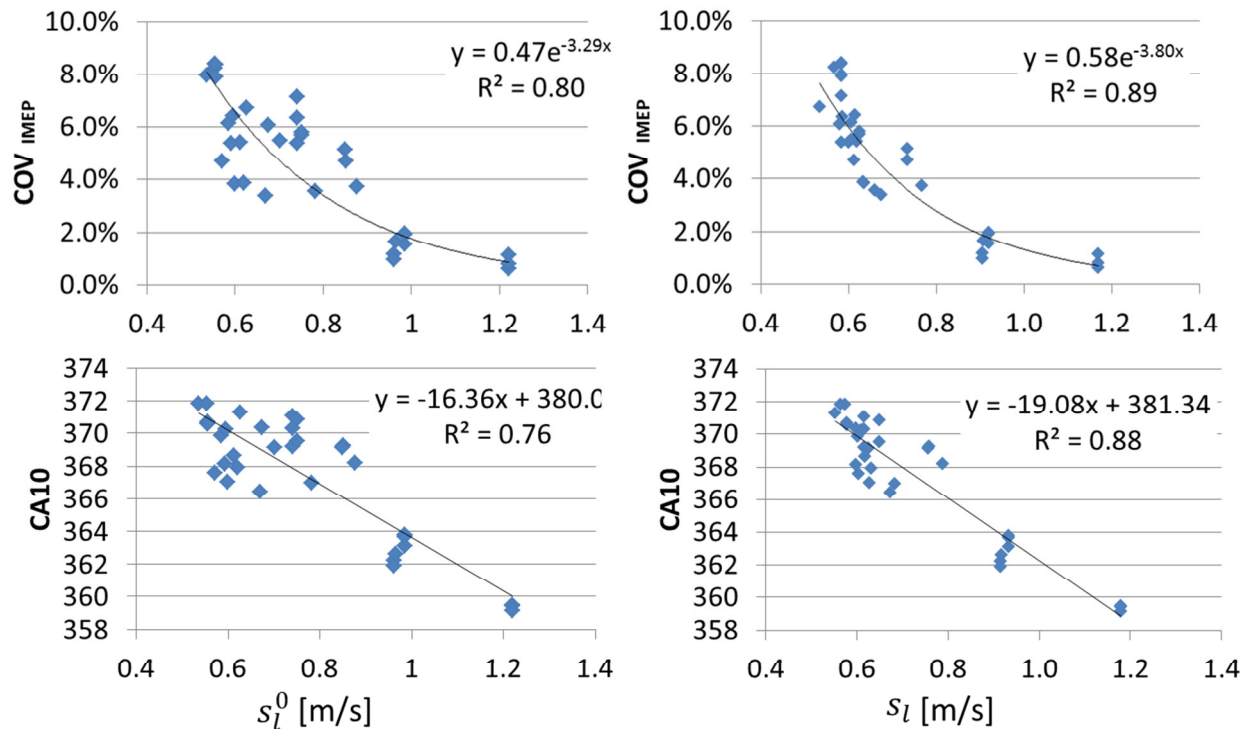 10.0%
8.0%
6.0%
4.0%
2.0%
0.0%
COV IMEP
y = 0.47e^-3.29x
R² = 0.80
0.4 0.6 0.8 1 1.2 1.4
10.0%
8.0%
6.0%
4.0%
2.0%
0.0%
COV IMEP
y = 0.58e^-3.80x
R² = 0.89
0.4 0.6 0.8 1.0 1.2 1.4
374
372
370
368
366
364
362
360
358
CA10
y = -16.36x + 380.0
R² = 0.76
0.4 0.6 0.8 1 1.2 1.4
s_l^0 [m/s]
374
372
370
368
366
364
362
360
358
CA10
y = -19.08x + 381.34
R² = 0.88
0.4 0.6 0.8 1.0 1.2 1.4
s_l [m/s]